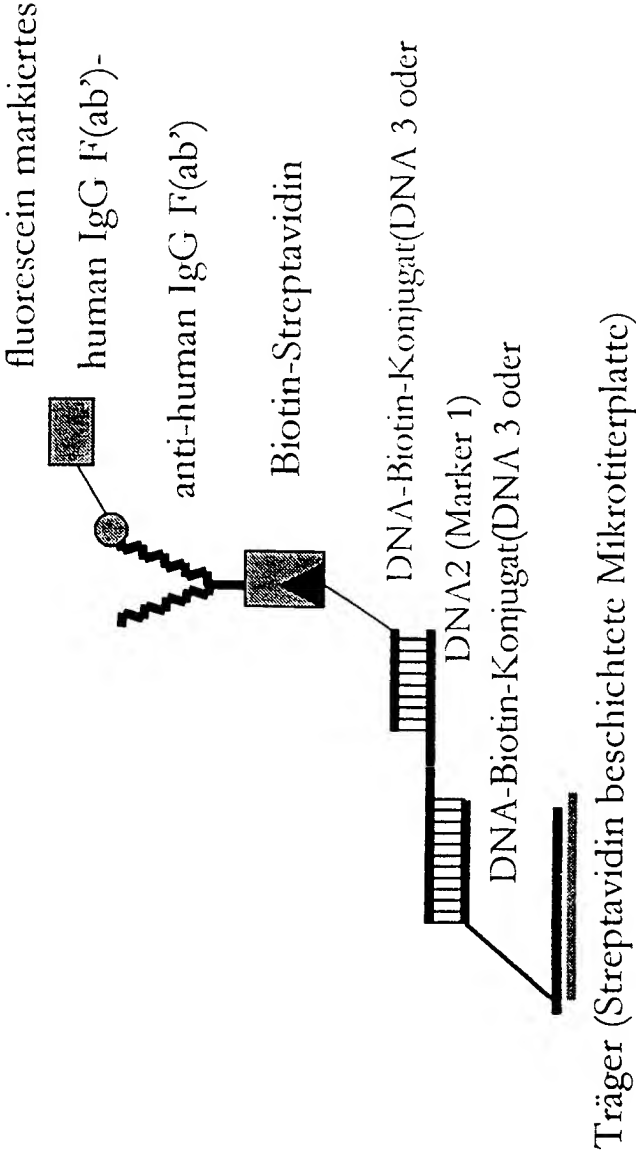 fluorescein markiertes
human IgG F(ab')-
anti-human IgG F(ab')
Biotin-Streptavidin
DNA-Biotin-Konjugat(DNA 3 oder
DNA2 (Marker 1)
DNA-Biotin-Konjugat(DNA 3 oder
Träger (Streptavidin beschichtete Mikrotiterplatte)